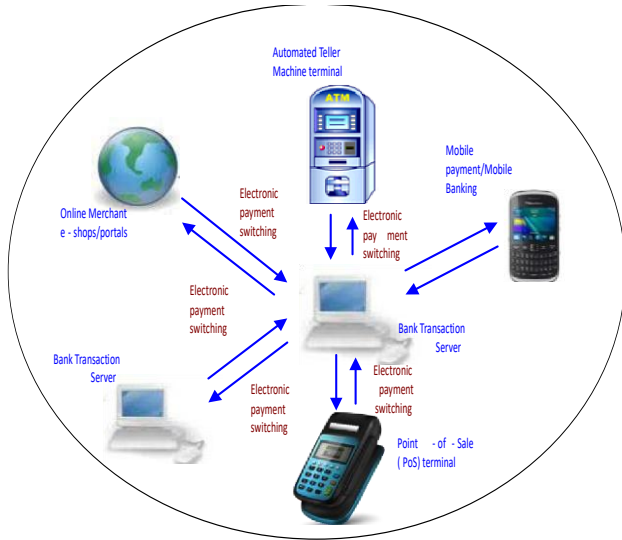 Automated Teller
Machine terminal
ATM
Mobile
payment/Mobile
Banking
Online Merchant
e - shops/portals
Electronic
payment
switching
Electronic
pay ment
switching
Electronic
payment
switching
Bank Transaction
Server
Bank Transaction
Server
Electronic
payment
switching
Electronic
payment
switching
Point - of - Sale
( PoS) terminal